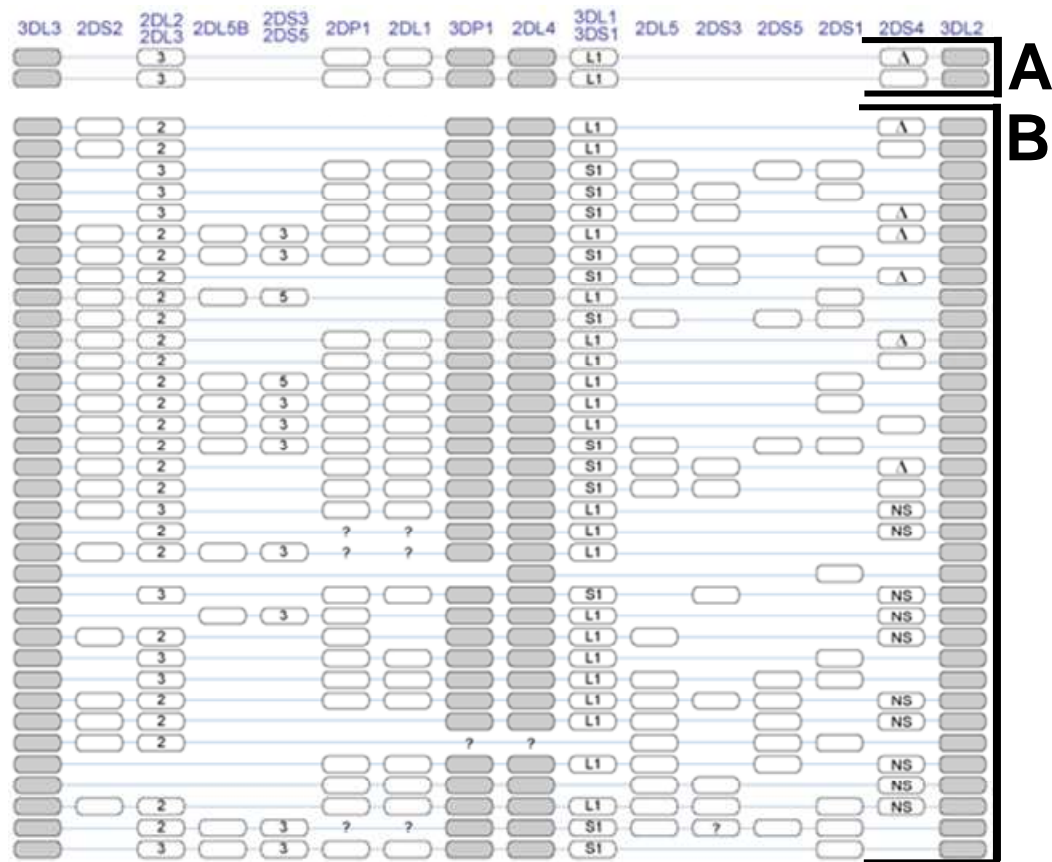 3DL3
2DS2
2DL2
2DL3
2DL5B
2DS3
2DS5
2DP1
2DL1
3DP1
2DL4
3DL1
3DS1
2DL5
2DS3
2DS5
2DS1
2DS4
3DL2
3 L1 Λ
3 L1
A
2 L1 Λ
B
2 L1
3 S1
3 S1
3 S1 Λ
2 3 L1 Λ
2 3 S1
2 S1 Λ
2 5 L1
2 S1
2 L1 Λ
2 L1
2 5 L1
2 3 L1
2 3 L1
2 3 S1
2 S1 Λ
2 S1
3 L1 NS
2 ? ? L1 NS
2 3 ? ? L1
3 S1 NS
3 L1 NS
2 L1 NS
3 L1
3 L1
2 L1 NS
2 L1 NS
2 ? ?
L1 NS
NS
2 L1 NS
2 3 ? ? S1 ?
3 3 S1